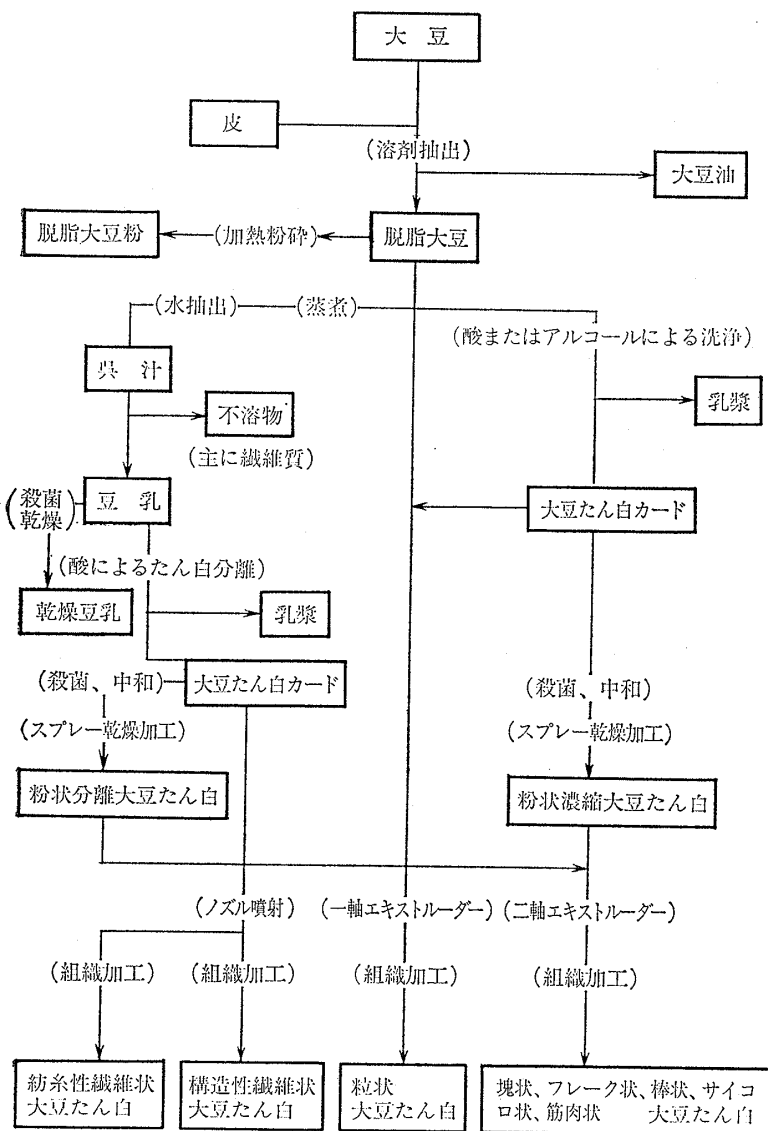 大豆
皮
(溶剤抽出)
大豆油
脱脂大豆粉
(加熱粉砕)
脱脂大豆
(水抽出)
(蒸煮)
(酸またはアルコールによる洗浄)
呉汁
不溶物
(主に繊維質)
乳漿
豆乳
(殺菌
乾燥)
大豆たん白カード
(酸によるたん白分離)
乾燥豆乳
乳漿
(殺菌、中和)
大豆たん白カード
(殺菌、中和)
(スプレー乾燥加工)
(スプレー乾燥加工)
粉状分離大豆たん白
粉状濃縮大豆たん白
(ノズル噴射)
(一軸エキストルーダー)
(二軸エキストルーダー)
(組織加工)
(組織加工)
(組織加工)
(組織加工)
紡糸性繊維状
大豆たん白
構造性繊維状
大豆たん白
粒状
大豆たん白
塊状、フレーク状、棒状、サイコ
ロ状、筋肉状 大豆たん白